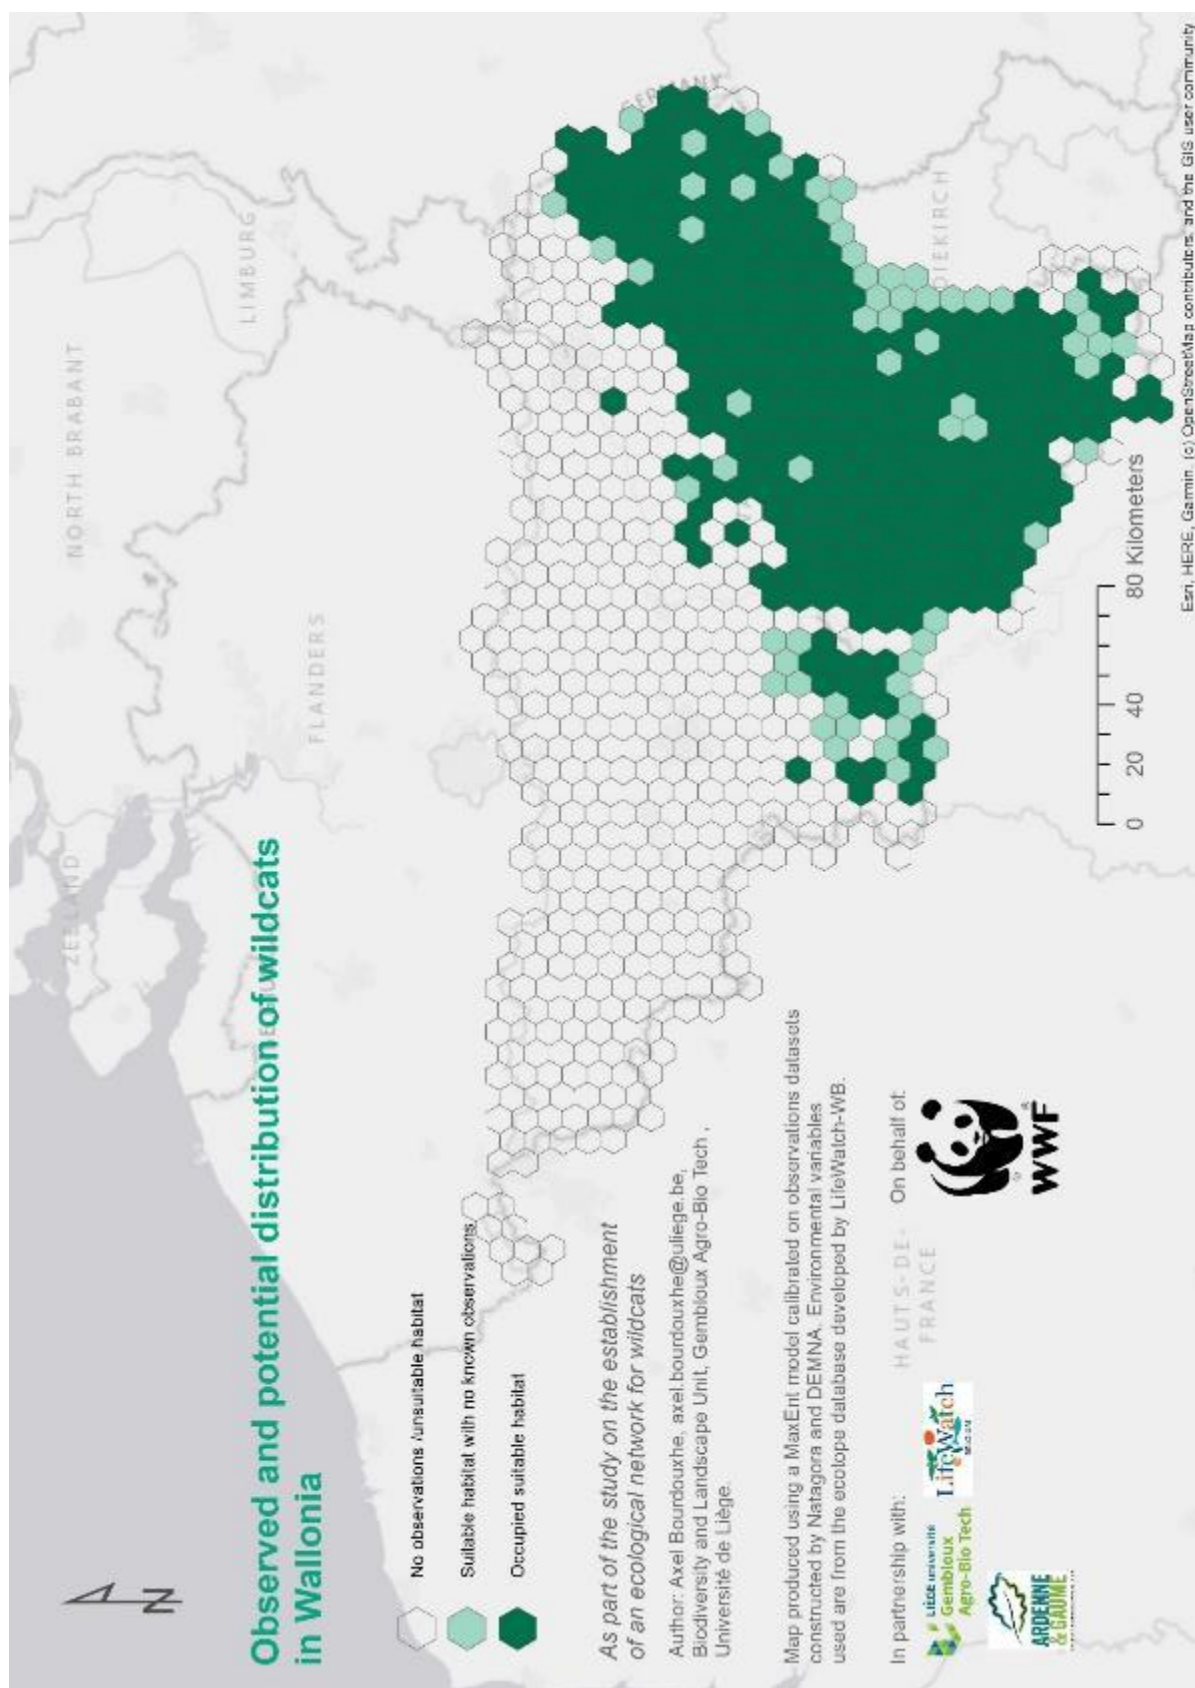 Observed and potential distribution of wildcats
in Wallonia
N
No observations /unsuitable habitat
Suitable habitat with no known observations
Occupied suitable habitat
As part of the study on the establishment
of an ecological network for wildcats
Author: Axel Bourdouxhe, axel.bourdouxhe@uliege.be,
Biodiversity and Landscape Unit, Gembloux Agro-Bio Tech ,
Université de Liège.
Map produced using a MaxEnt model calibrated on observations datasets
constructed by Natagora and DEMNA. Environmental variables
used are from the ecotope database developed by LifeWatch-WB.
In partnership with:
On behalf of:
LIÈGE université
Gembloux
Agro-Bio Tech
LifeWatch
ARDENNE
& GAUME
WWF
ZEELAND
NORTH BRABANT
LIMBURG
FLANDERS
GERMANY
DIEKIRCH
HAUTS-DE-
FRANCE
0 20 40 80 Kilometers
Esri, HERE, Garmin, (c) OpenStreetMap contributors, and the GIS user community